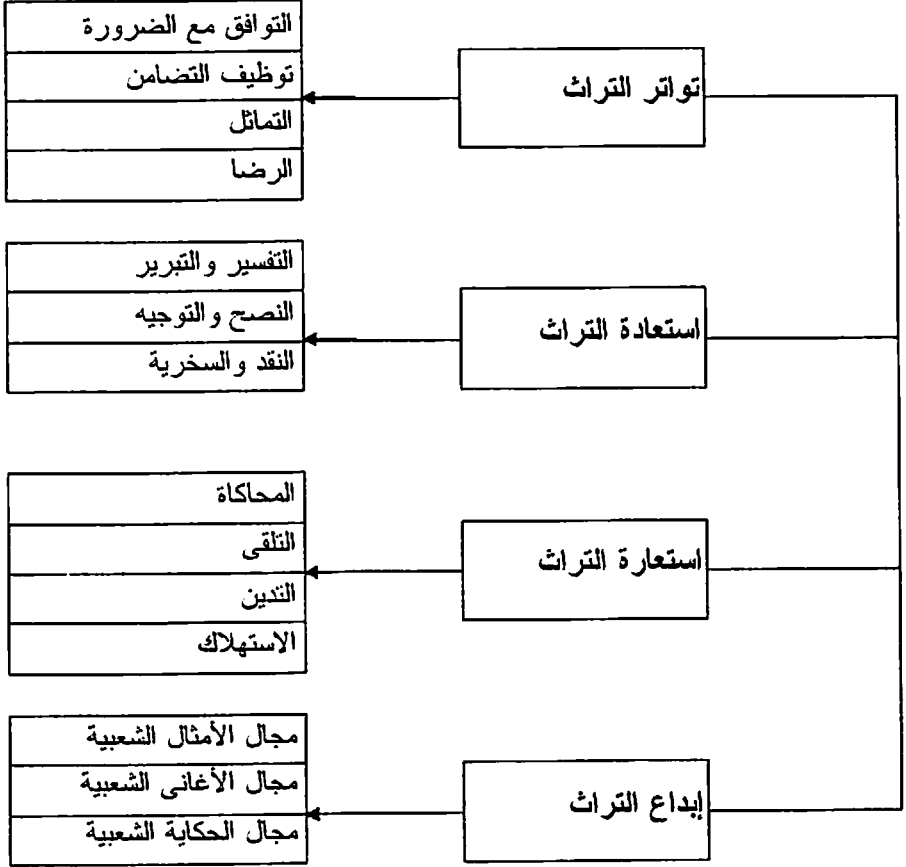 تواتر التراث
التوافق مع الضرورة
توظيف التضامن
التماثل
الرضا
استعادة التراث
التفسير والتبرير
النصح والتوجيه
النقد والسخرية
استعارة التراث
المحاكاة
التلقى
التدين
الاستهلاك
إبداع التراث
مجال الأمثال الشعبية
مجال الأغانى الشعبية
مجال الحكاية الشعبية